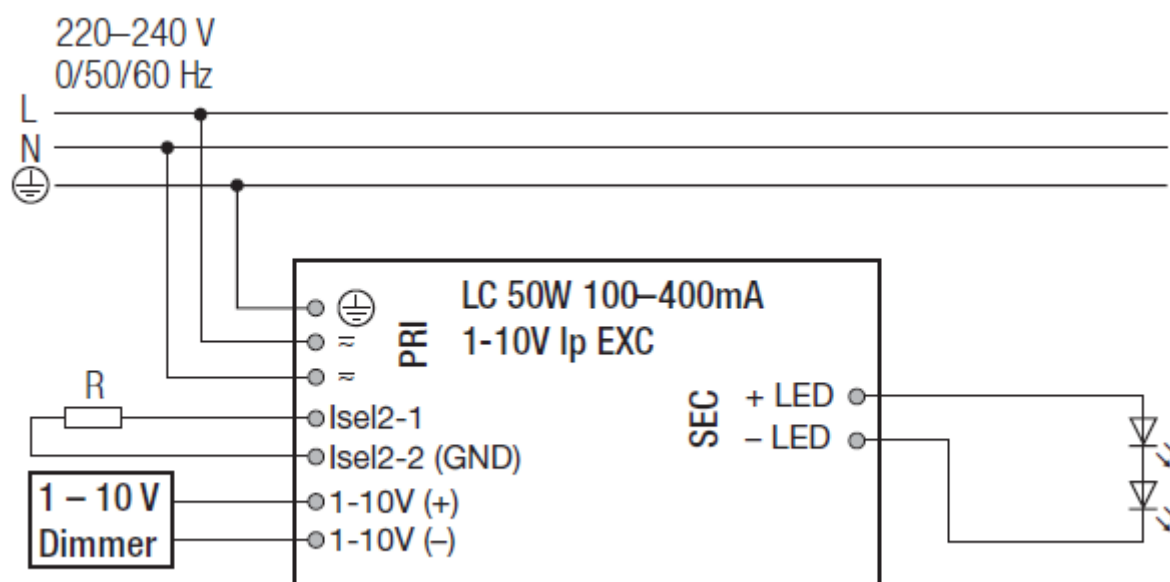 220–240 V
0/50/60 Hz
L
N
LC 50W 100–400mA
1-10V lp EXC
PRI
≂
≂
R
Isel2-1
Isel2-2 (GND)
1 – 10 V
Dimmer
1-10V (+)
1-10V (–)
SEC
+ LED
– LED